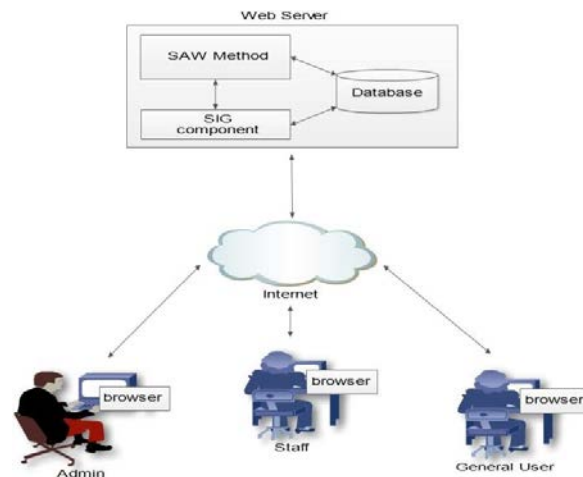 Web Server
SAW Method
Database
SIG
component
Internet
browser
browser
browser
Admin
Staff
General User